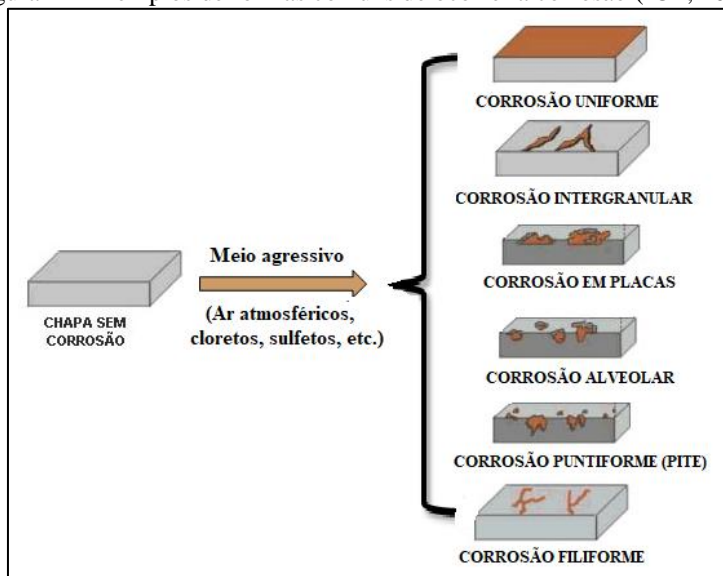 CORROSÃO UNIFORME
CORROSÃO INTERGRANULAR
CORROSÃO EM PLACAS
CORROSÃO ALVEOLAR
CORROSÃO PUNTIFORME (PITE)
CORROSÃO FILIFORME
Meio agressivo
(Ar atmosféricos,
cloretos, sulfetos, etc.)
CHAPA SEM
CORROSÃO